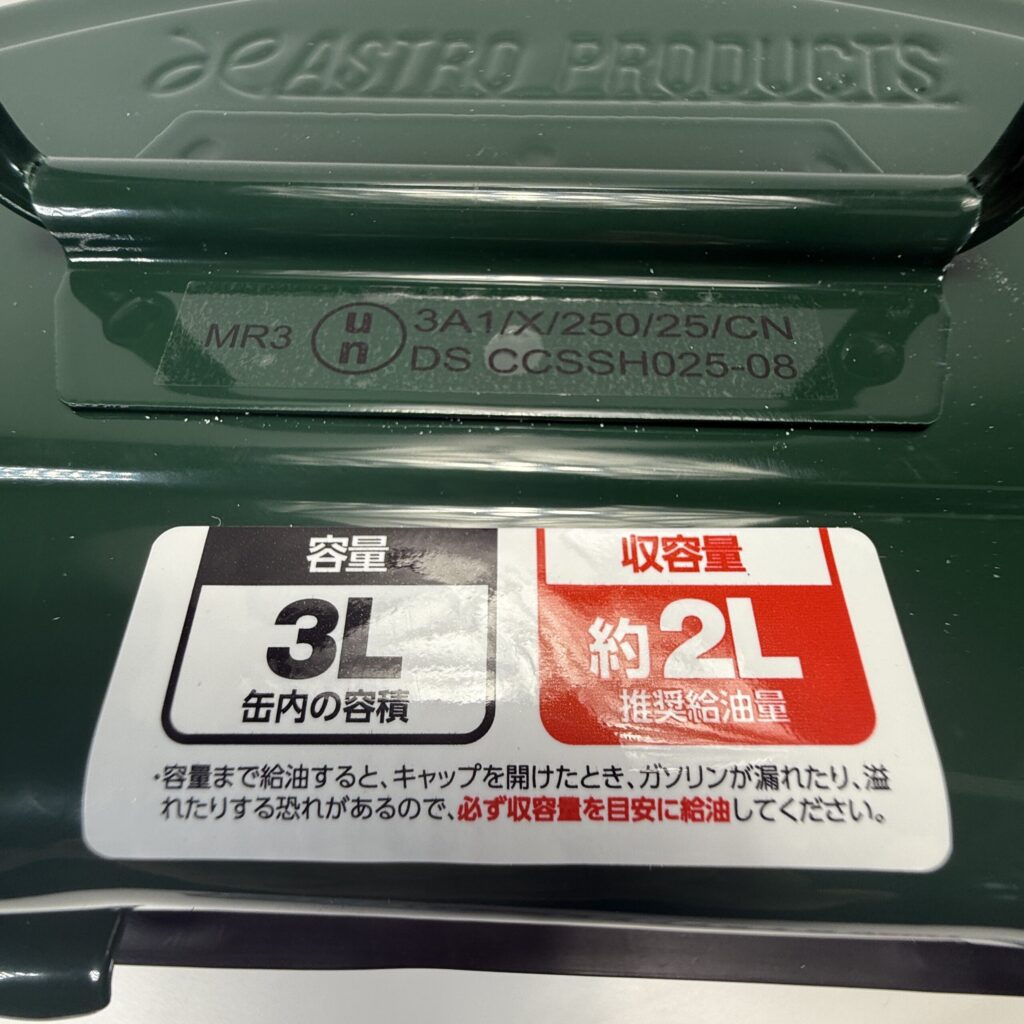 ASTRO PRODUCTS
MR3 un 3A1/X/250/25/CN
DS CCSSH025-08
容量
3L
缶内の容積
収容量
約2L
推奨給油量
・容量まで給油すると、キャップを開けたとき、ガソリンが漏れたり、溢
れたりする恐れがあるので、必ず収容量を目安に給油してください。